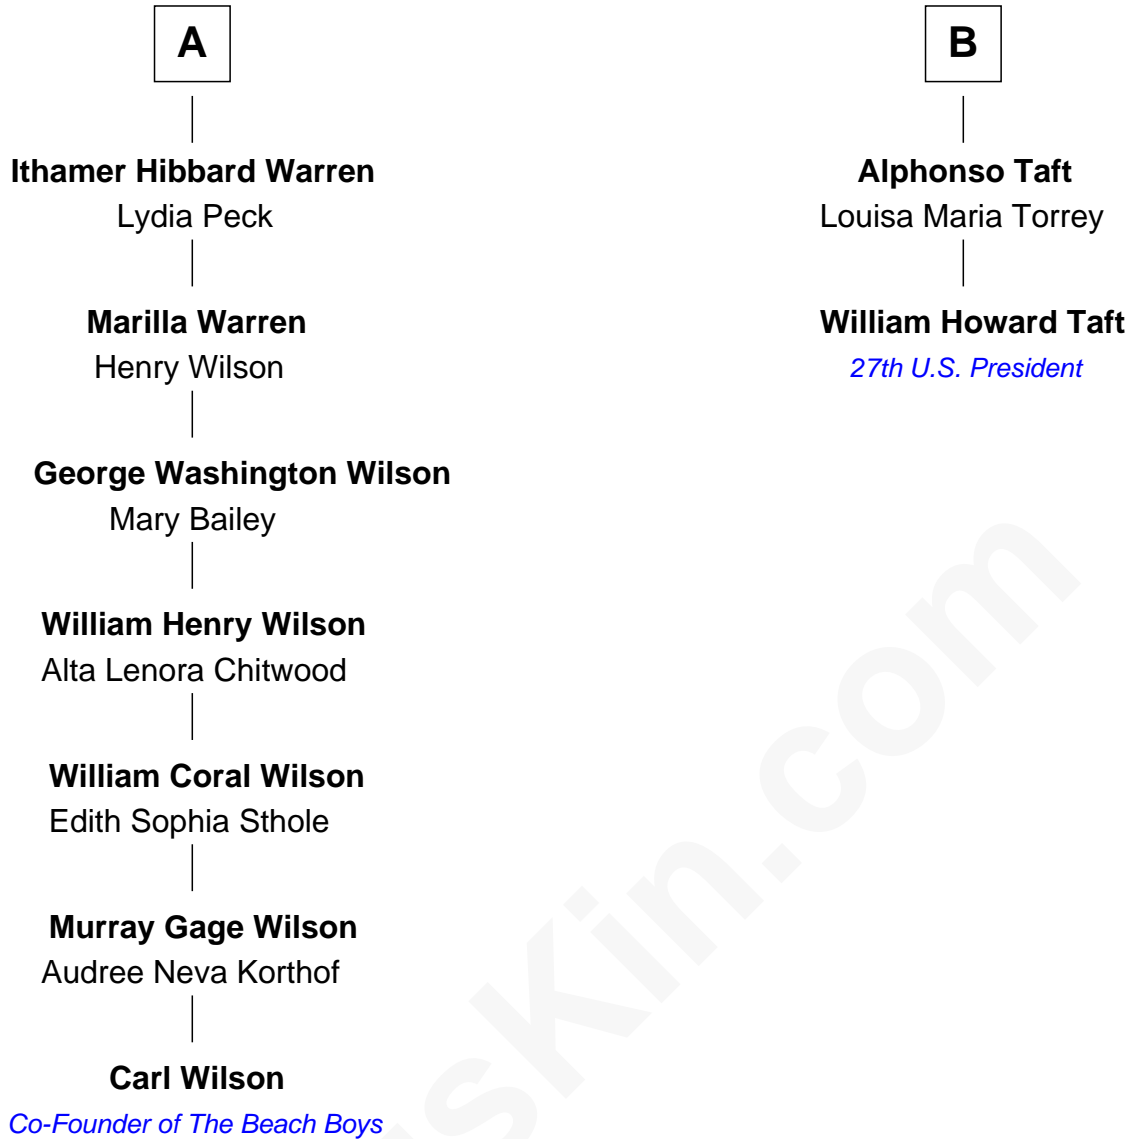 A
Ithamer Hibbard Warren
Lydia Peck
Marilla Warren
Henry Wilson
George Washington Wilson
Mary Bailey
William Henry Wilson
Alta Lenora Chitwood
William Coral Wilson
Edith Sophia Sthole
Murray Gage Wilson
Audree Neva Korthof
Carl Wilson
Co-Founder of The Beach Boys
B
Alphonso Taft
Louisa Maria Torrey
William Howard Taft
27th U.S. President
sKin.com